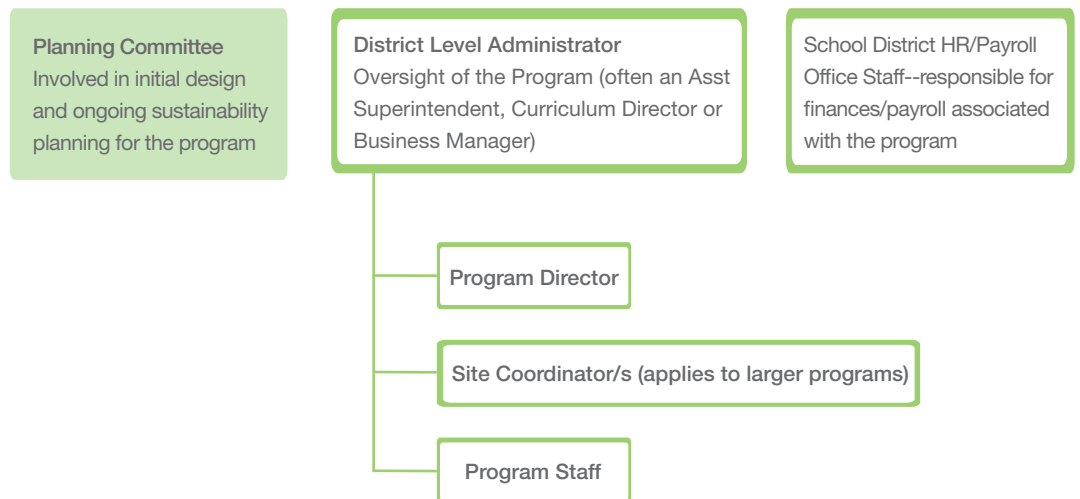 Planning Committee
Involved in initial design
and ongoing sustainability
planning for the program
District Level Administrator
Oversight of the Program (often an Asst
Superintendent, Curriculum Director or
Business Manager)
School District HR/Payroll
Office Staff--responsible for
finances/payroll associated
with the program
Program Director
Site Coordinator/s (applies to larger programs)
Program Staff